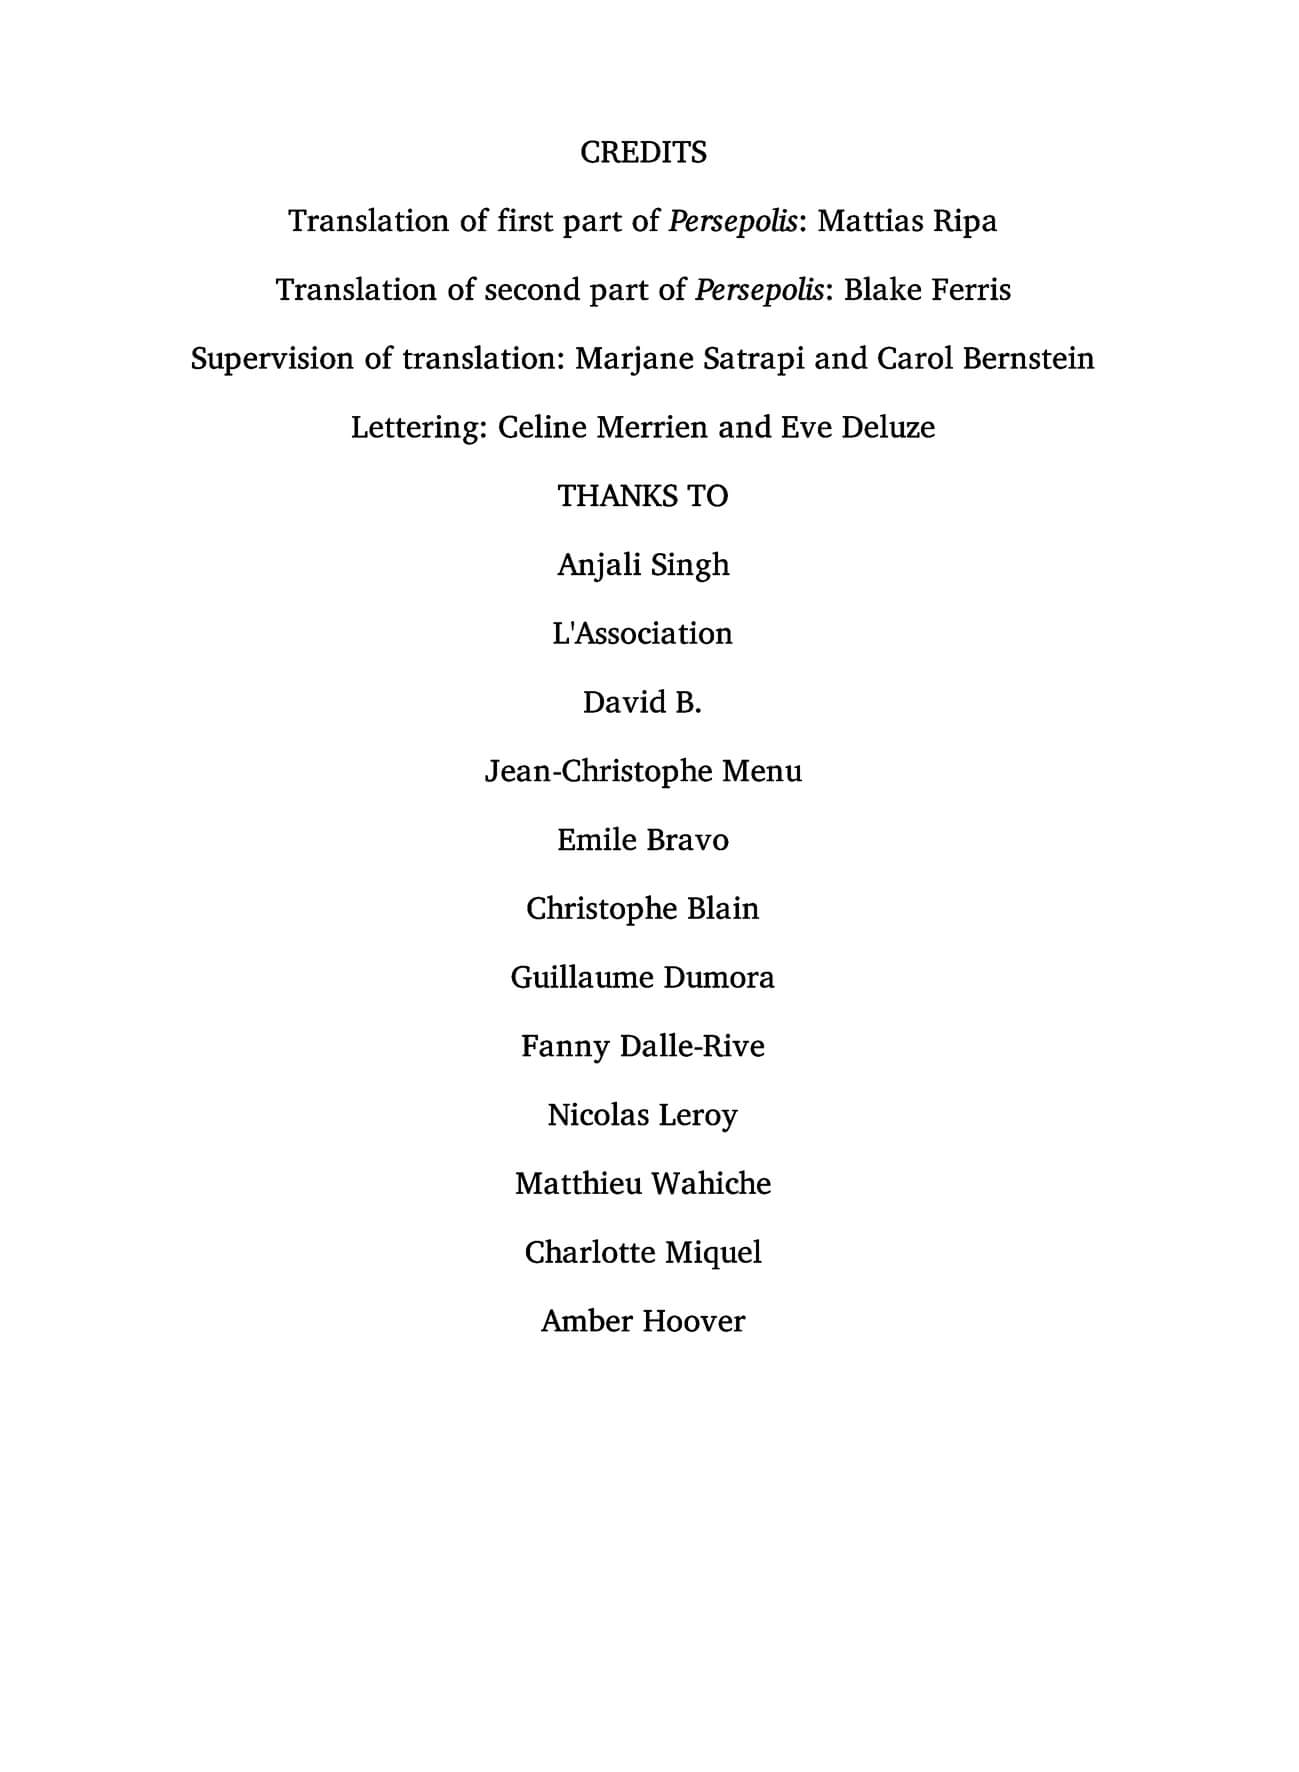 CREDITS
Translation of first part of Persepolis: Mattias Ripa
Translation of second part of Persepolis: Blake Ferris
Supervision of translation: Marjane Satrapi and Carol Bernstein
Lettering: Celine Merrien and Eve Deluze
THANKS TO
Anjali Singh
L'Association
David B.
Jean-Christophe Menu
Emile Bravo
Christophe Blain
Guillaume Dumora
Fanny Dalle-Rive
Nicolas Leroy
Matthieu Wahiche
Charlotte Miquel
Amber Hoover